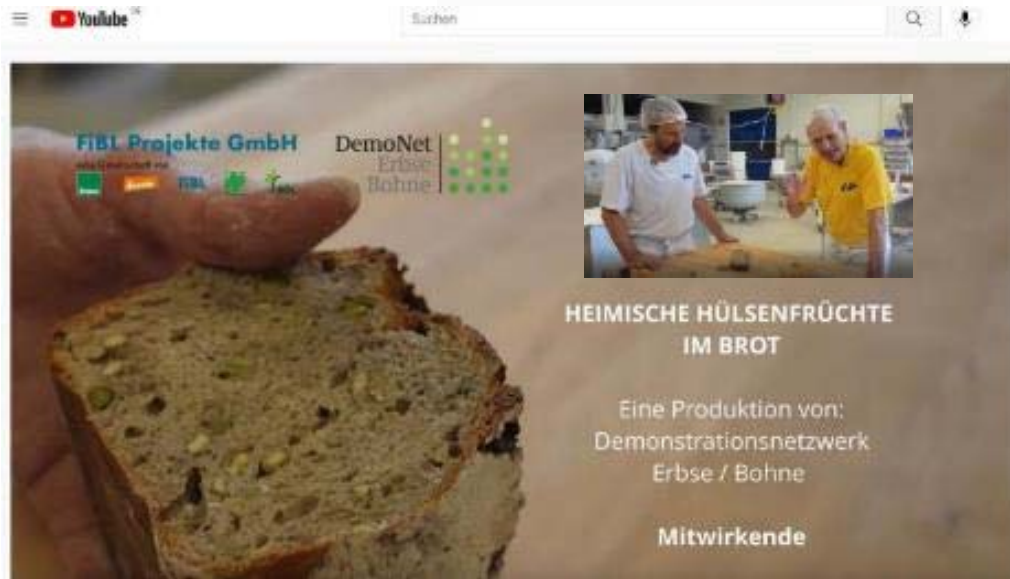 YouTube DE
Suchen
FiBL Projekte GmbH
DemoNet
Erbse
Bohne
HEIMISCHE HÜLSENFRÜCHTE
IM BROT
Eine Produktion von:
Demonstrationsnetzwerk
Erbse / Bohne
Mitwirkende